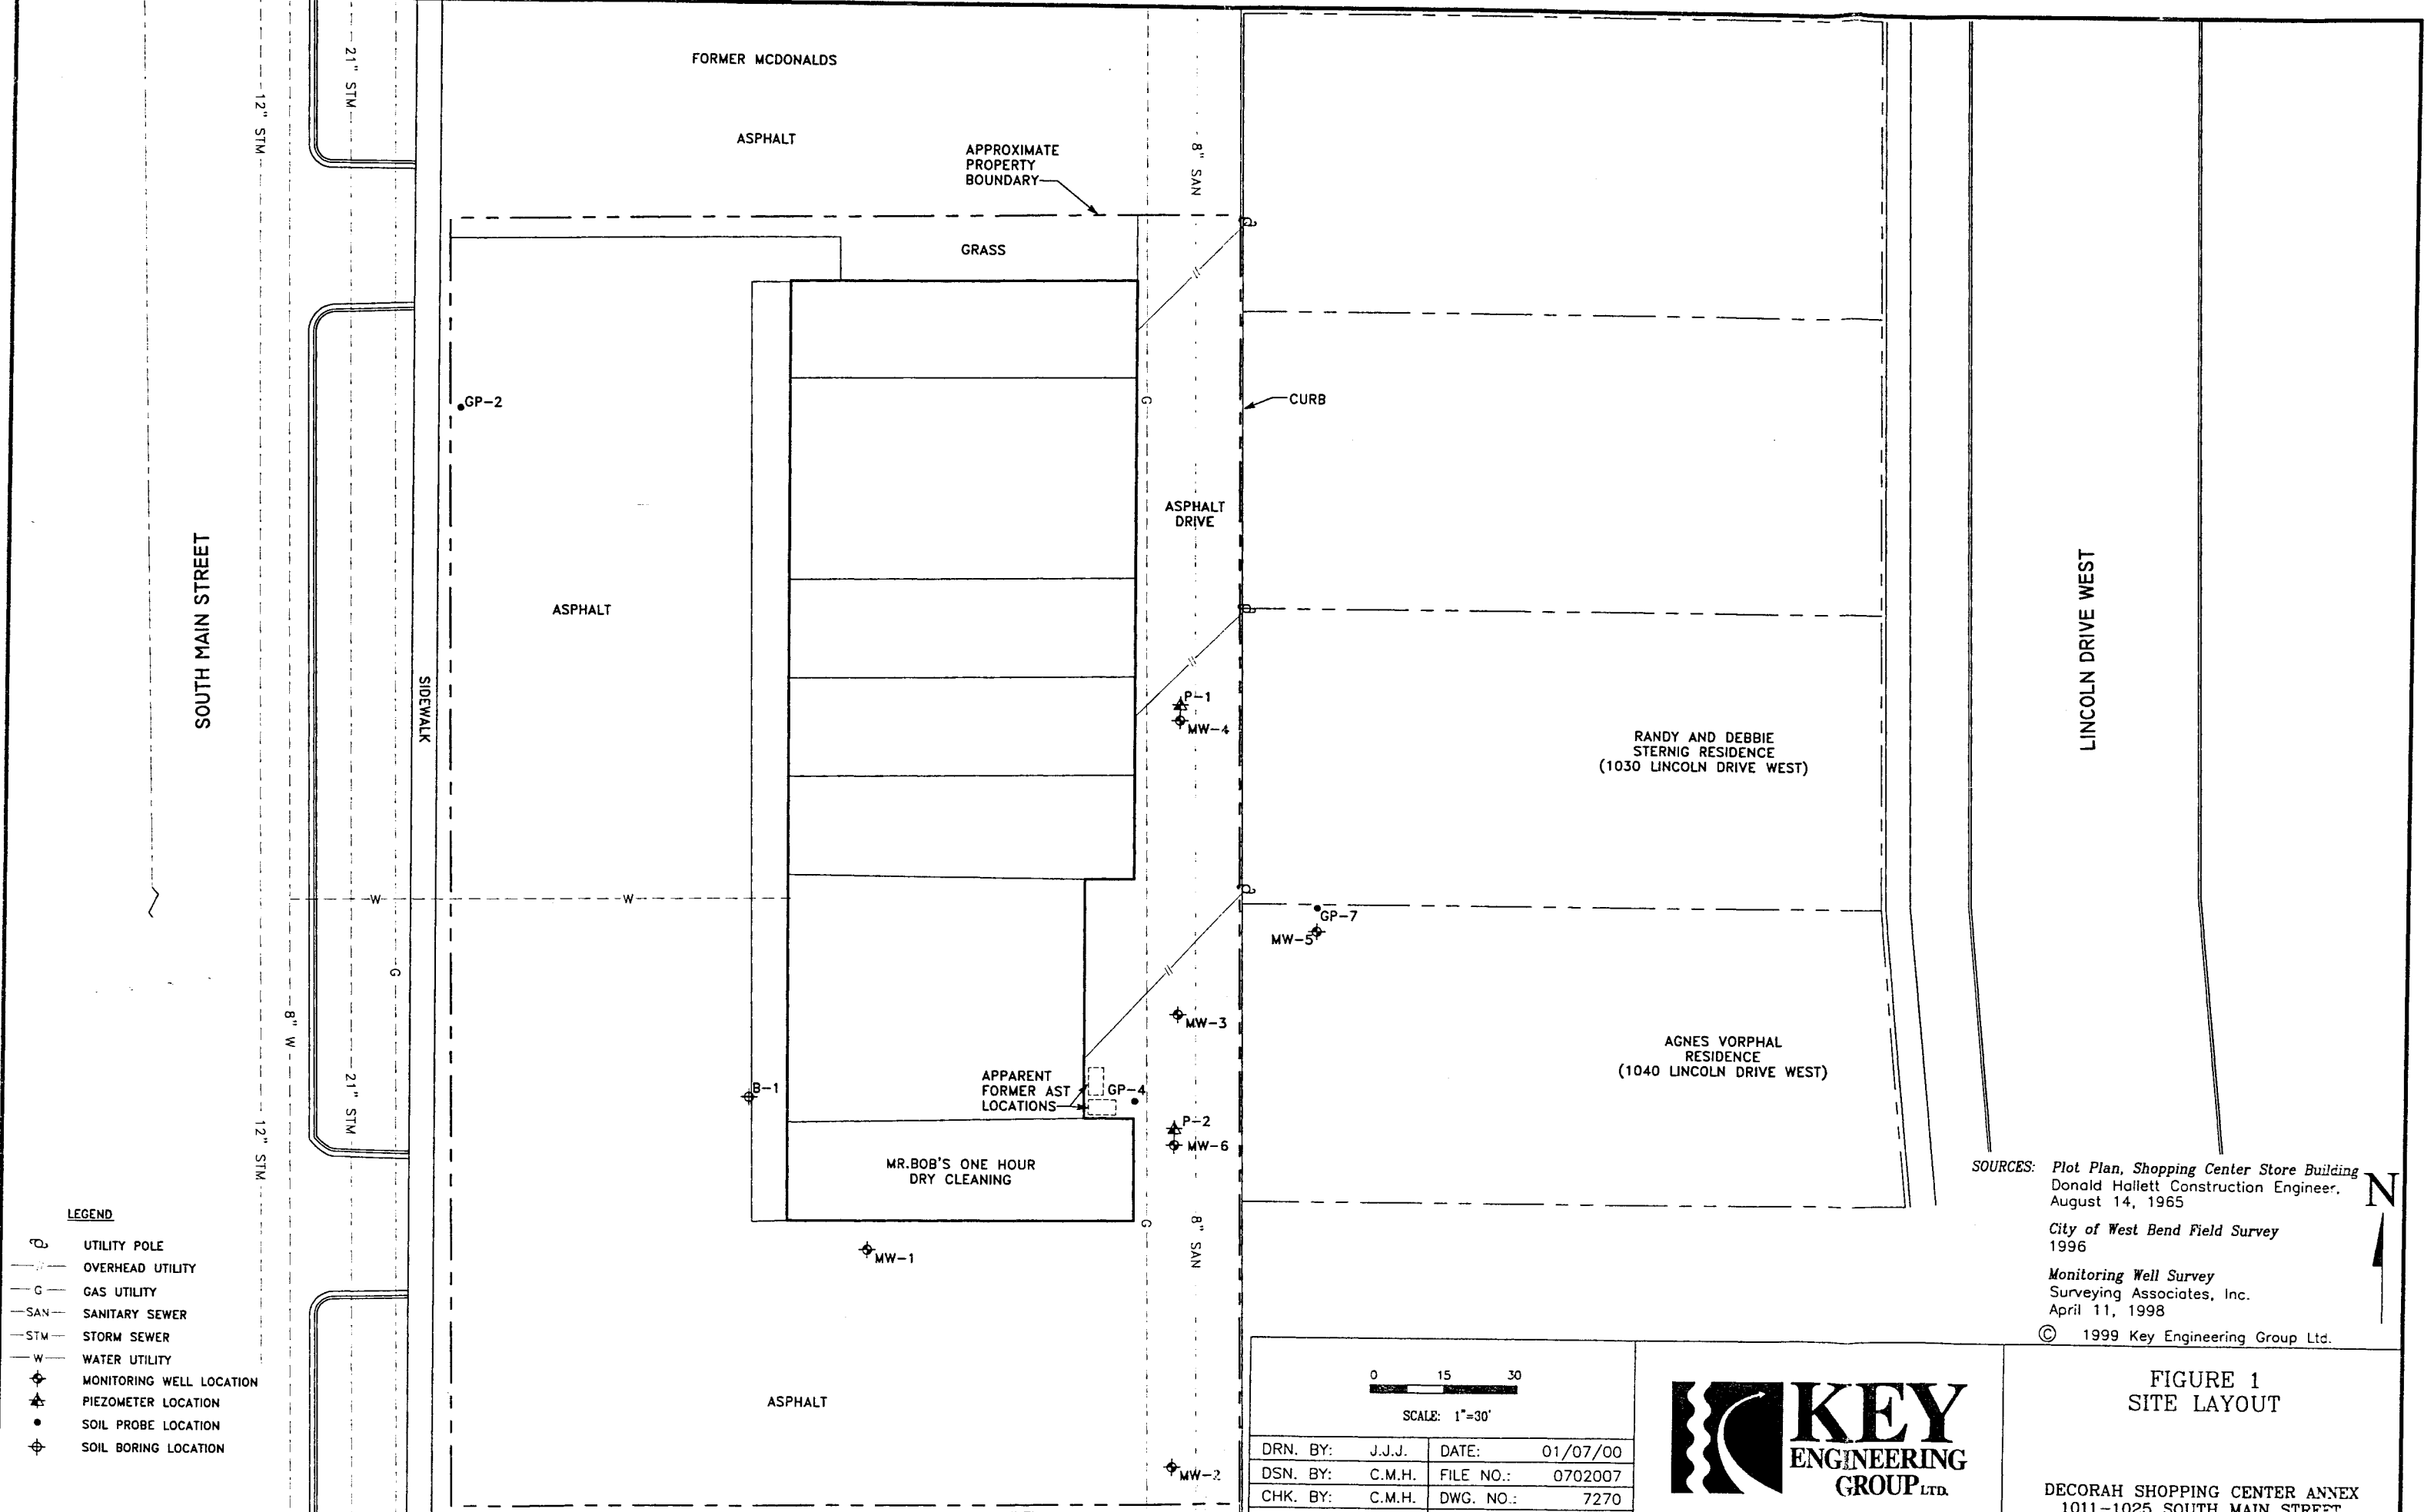 FORMER MCDONALDS
ASPHALT
APPROXIMATE
PROPERTY
BOUNDARY
GRASS
21" STM
12" STM
8" SAN
GP-2
CURB
ASPHALT
DRIVE
SOUTH MAIN STREET
ASPHALT
SIDEWALK
LINCOLN DRIVE WEST
G
P-1
MW-4
RANDY AND DEBBIE
STERNIG RESIDENCE
(1030 LINCOLN DRIVE WEST)
W
W
GP-7
MW-5
G
8" W
MW-3
AGNES VORPHAL
RESIDENCE
(1040 LINCOLN DRIVE WEST)
B-1
APPARENT
FORMER AST
LOCATIONS
GP-4
P-2
MW-6
21" STM
12" STM
MR.BOB'S ONE HOUR
DRY CLEANING
G
8" SAN
MW-1
ASPHALT
MW-2
LEGEND
UTILITY POLE
OVERHEAD UTILITY
G GAS UTILITY
SAN SANITARY SEWER
STM STORM SEWER
W WATER UTILITY
MONITORING WELL LOCATION
PIEZOMETER LOCATION
SOIL PROBE LOCATION
SOIL BORING LOCATION
SOURCES: Plot Plan, Shopping Center Store Building
Donald Hallett Construction Engineer,
August 14, 1965
City of West Bend Field Survey
1996
Monitoring Well Survey
Surveying Associates, Inc.
April 11, 1998
© 1999 Key Engineering Group Ltd.
N
0 15 30
SCALE: 1"=30'
DRN. BY: J.J.J. DATE: 01/07/00
DSN. BY: C.M.H. FILE NO.: 0702007
CHK. BY: C.M.H. DWG. NO.: 7270
KEY
ENGINEERING
GROUP LTD.
FIGURE 1
SITE LAYOUT
DECORAH SHOPPING CENTER ANNEX
1011-1025 SOUTH MAIN STREET